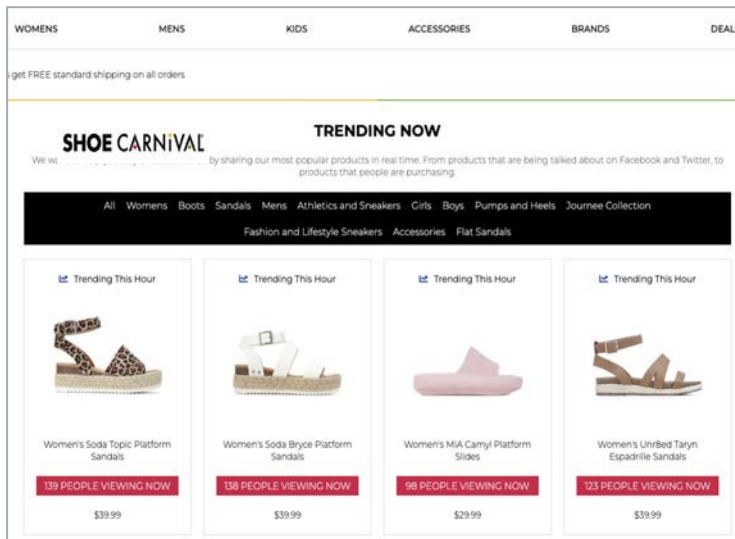 WOMENS MENS KIDS ACCESSORIES BRANDS DEAL
get FREE standard shipping on all orders
TRENDING NOW
SHOE CARNiVAL
We by sharing our most popular products in real time. From products that are being talked about on Facebook and Twitter, to
products that people are purchasing.
All Womens Boots Sandals Mens Athletics and Sneakers Girls Boys Pumps and Heels Journee Collection
Fashion and Lifestyle Sneakers Accessories Flat Sandals
Trending This Hour Trending This Hour Trending This Hour Trending This Hour
Women's Soda Topic Platform
Sandals
139 PEOPLE VIEWING NOW
$39.99
Women's Soda Bryce Platform
Sandals
138 PEOPLE VIEWING NOW
$39.99
Women's MIA Camyl Platform
Slides
98 PEOPLE VIEWING NOW
$29.99
Women's Unr8ed Taryn
Espadrille Sandals
123 PEOPLE VIEWING NOW
$39.99